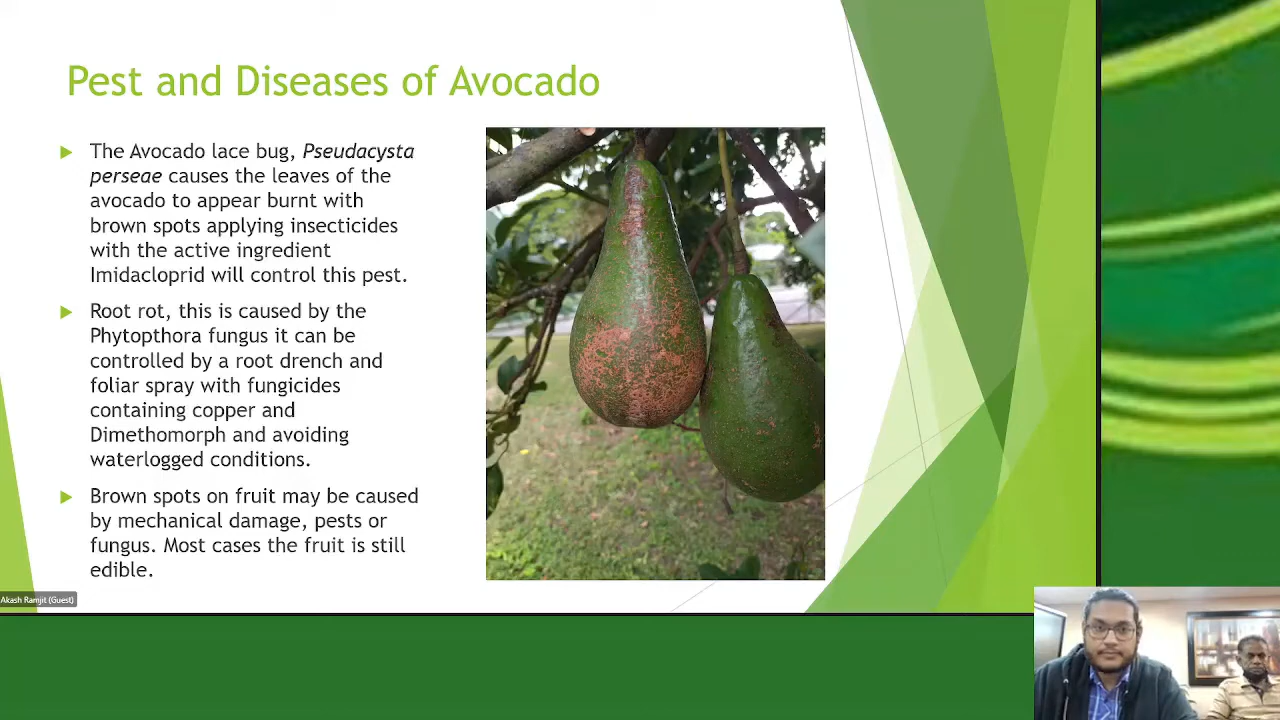 Pest and Diseases of Avocado
The Avocado lace bug, Pseudacysta
perseae causes the leaves of the
avocado to appear burnt with
brown spots applying insecticides
with the active ingredient
Imidacloprid will control this pest.
Root rot, this is caused by the
Phytopthora fungus it can be
controlled by a root drench and
foliar spray with fungicides
containing copper and
Dimethomorph and avoiding
waterlogged conditions.
Brown spots on fruit may be caused
by mechanical damage, pests or
fungus. Most cases the fruit is still
edible.
Akash Ramjit (Guest)